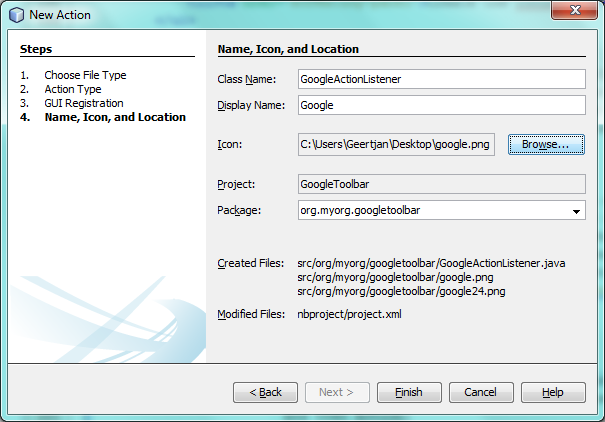 New Action
Steps
1. Choose File Type
2. Action Type
3. GUI Registration
4. Name, Icon, and Location
Name, Icon, and Location
Class Name: GoogleActionListener
Display Name: Google
Icon: C:\Users\Geertjan\Desktop\google.png Browse...
Project: GoogleToolbar
Package: org.myorg.googletoolbar
Created Files: src/org/myorg/googletoolbar/GoogleActionListener.java
src/org/myorg/googletoolbar/google.png
src/org/myorg/googletoolbar/google24.png
Modified Files: nbproject/project.xml
< Back Next > Finish Cancel Help